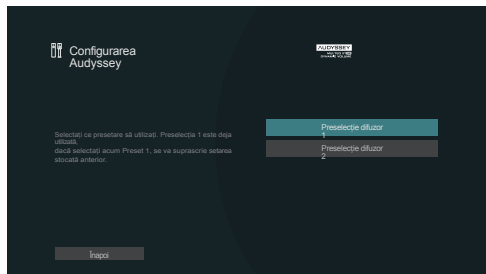 Configurarea
Audyssey
AUDYSSEY
Selectați ce presetare să utilizați. Preselecția 1 este deja
utilizată,
dacă selectați acum Preset 1, se va suprascrie setarea
stocată anterior.
Preselecție difuzor
1
Preselecție difuzor
2
Înapoi